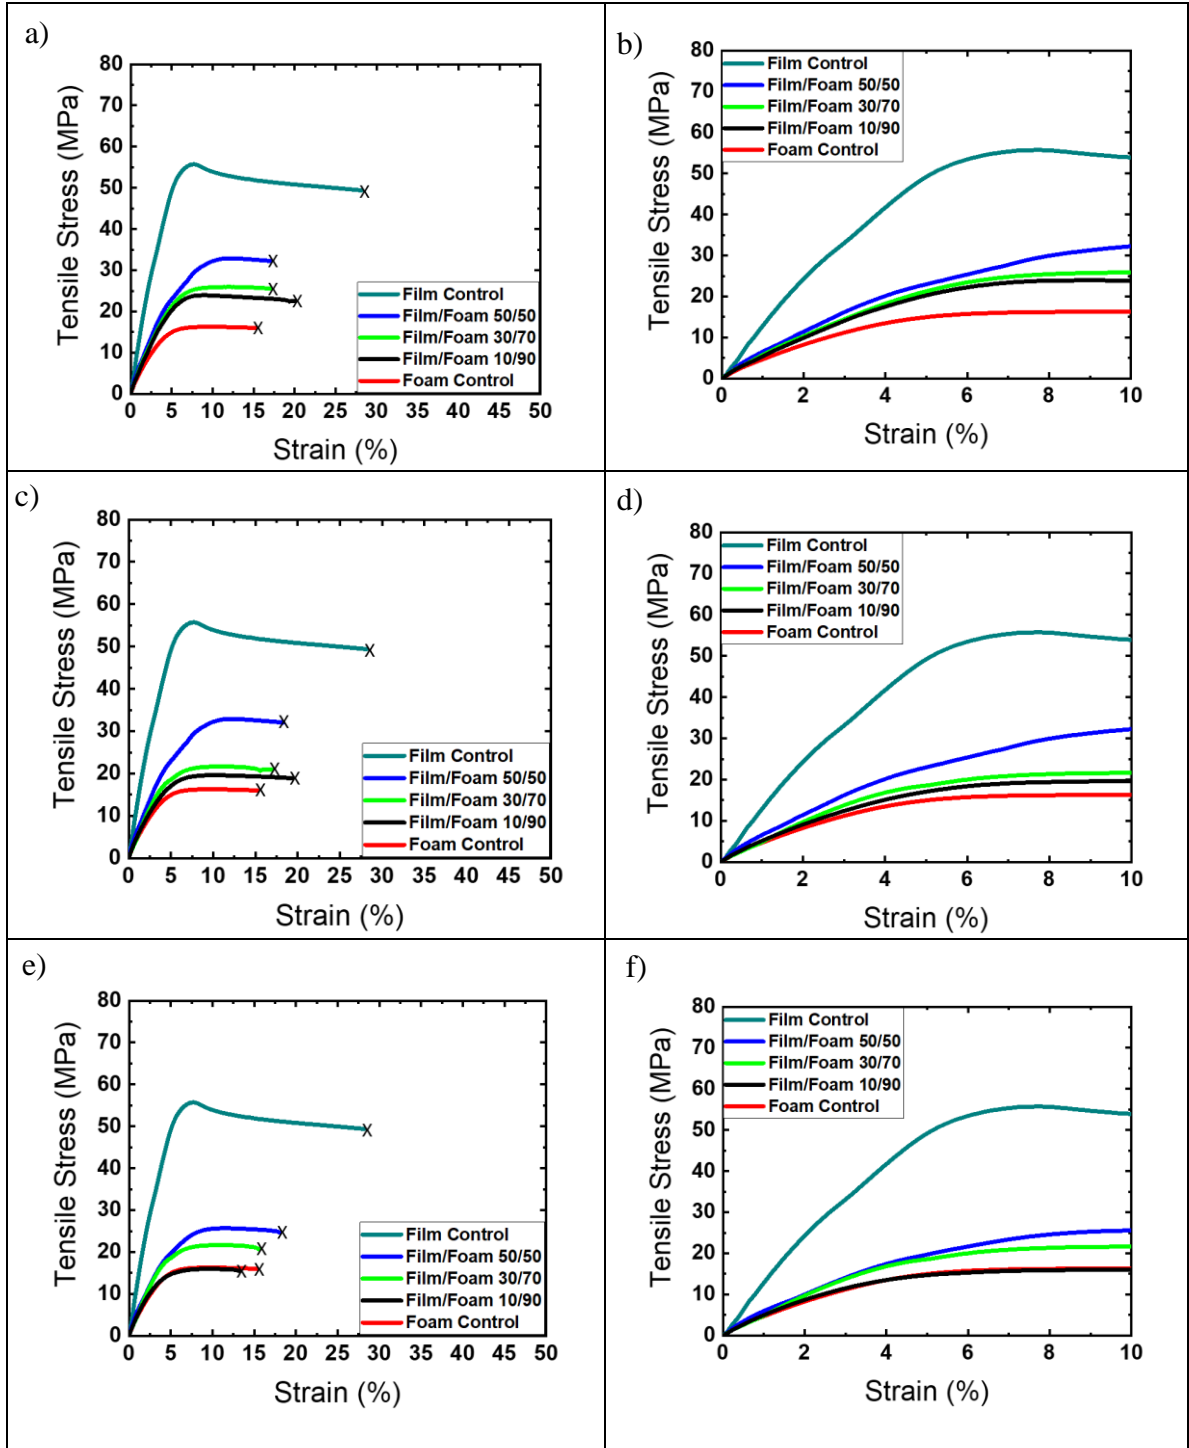 a)
Tensile Stress (MPa)
80
70
60
50
40
30
20
10
0
0 5 10 15 20 25 30 35 40 45 50
Strain (%)
Film Control
Film/Foam 50/50
Film/Foam 30/70
Film/Foam 10/90
Foam Control
X
X
X
X
X
b)
Tensile Stress (MPa)
80
70
60
50
40
30
20
10
0
0 2 4 6 8 10
Strain (%)
Film Control
Film/Foam 50/50
Film/Foam 30/70
Film/Foam 10/90
Foam Control
c)
Tensile Stress (MPa)
80
70
60
50
40
30
20
10
0
0 5 10 15 20 25 30 35 40 45 50
Strain (%)
Film Control
Film/Foam 50/50
Film/Foam 30/70
Film/Foam 10/90
Foam Control
X
X
X
X
X
d)
Tensile Stress (MPa)
80
70
60
50
40
30
20
10
0
0 2 4 6 8 10
Strain (%)
Film Control
Film/Foam 50/50
Film/Foam 30/70
Film/Foam 10/90
Foam Control
e)
Tensile Stress (MPa)
80
70
60
50
40
30
20
10
0
0 5 10 15 20 25 30 35 40 45 50
Strain (%)
Film Control
Film/Foam 50/50
Film/Foam 30/70
Film/Foam 10/90
Foam Control
X
X
X
X
X
f)
Tensile Stress (MPa)
80
70
60
50
40
30
20
10
0
0 2 4 6 8 10
Strain (%)
Film Control
Film/Foam 50/50
Film/Foam 30/70
Film/Foam 10/90
Foam Control